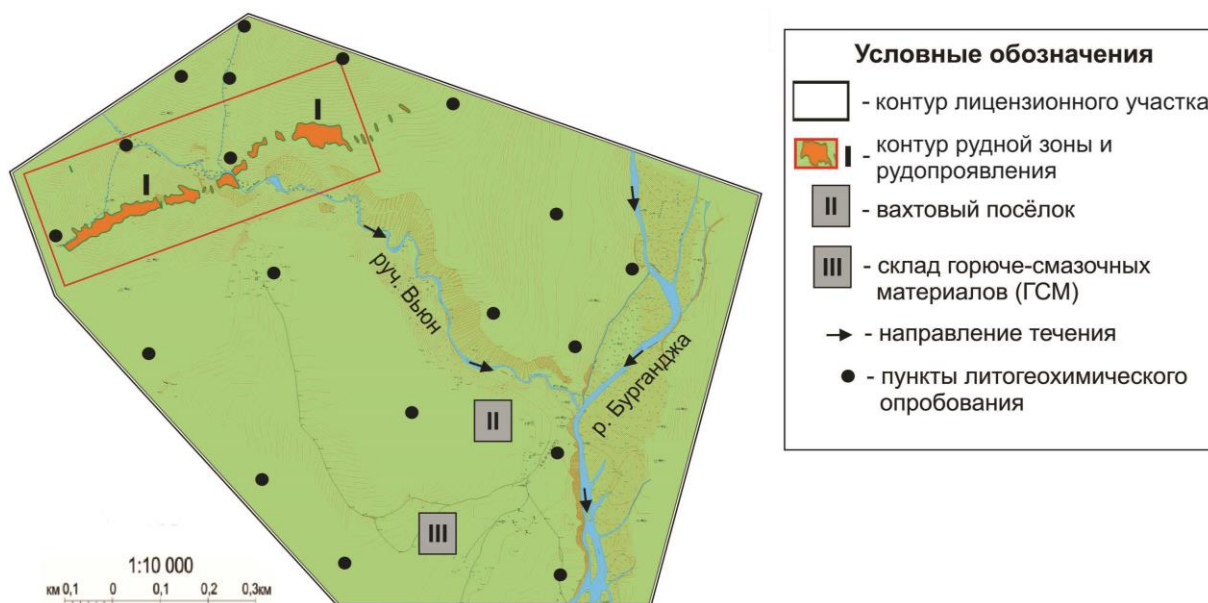 I
I
руч. Вьюн
р. Бурганджа
II
III
1:10 000
км 0,1 0 0,1 0,2 0,3км
Условные обозначения
- контур лицензионного участка
I - контур рудной зоны и
рудопроявления
II - вахтовый посёлок
III - склад горюче-смазочных
материалов (ГСМ)
- направление течения
- пункты литогеохимического
опробования